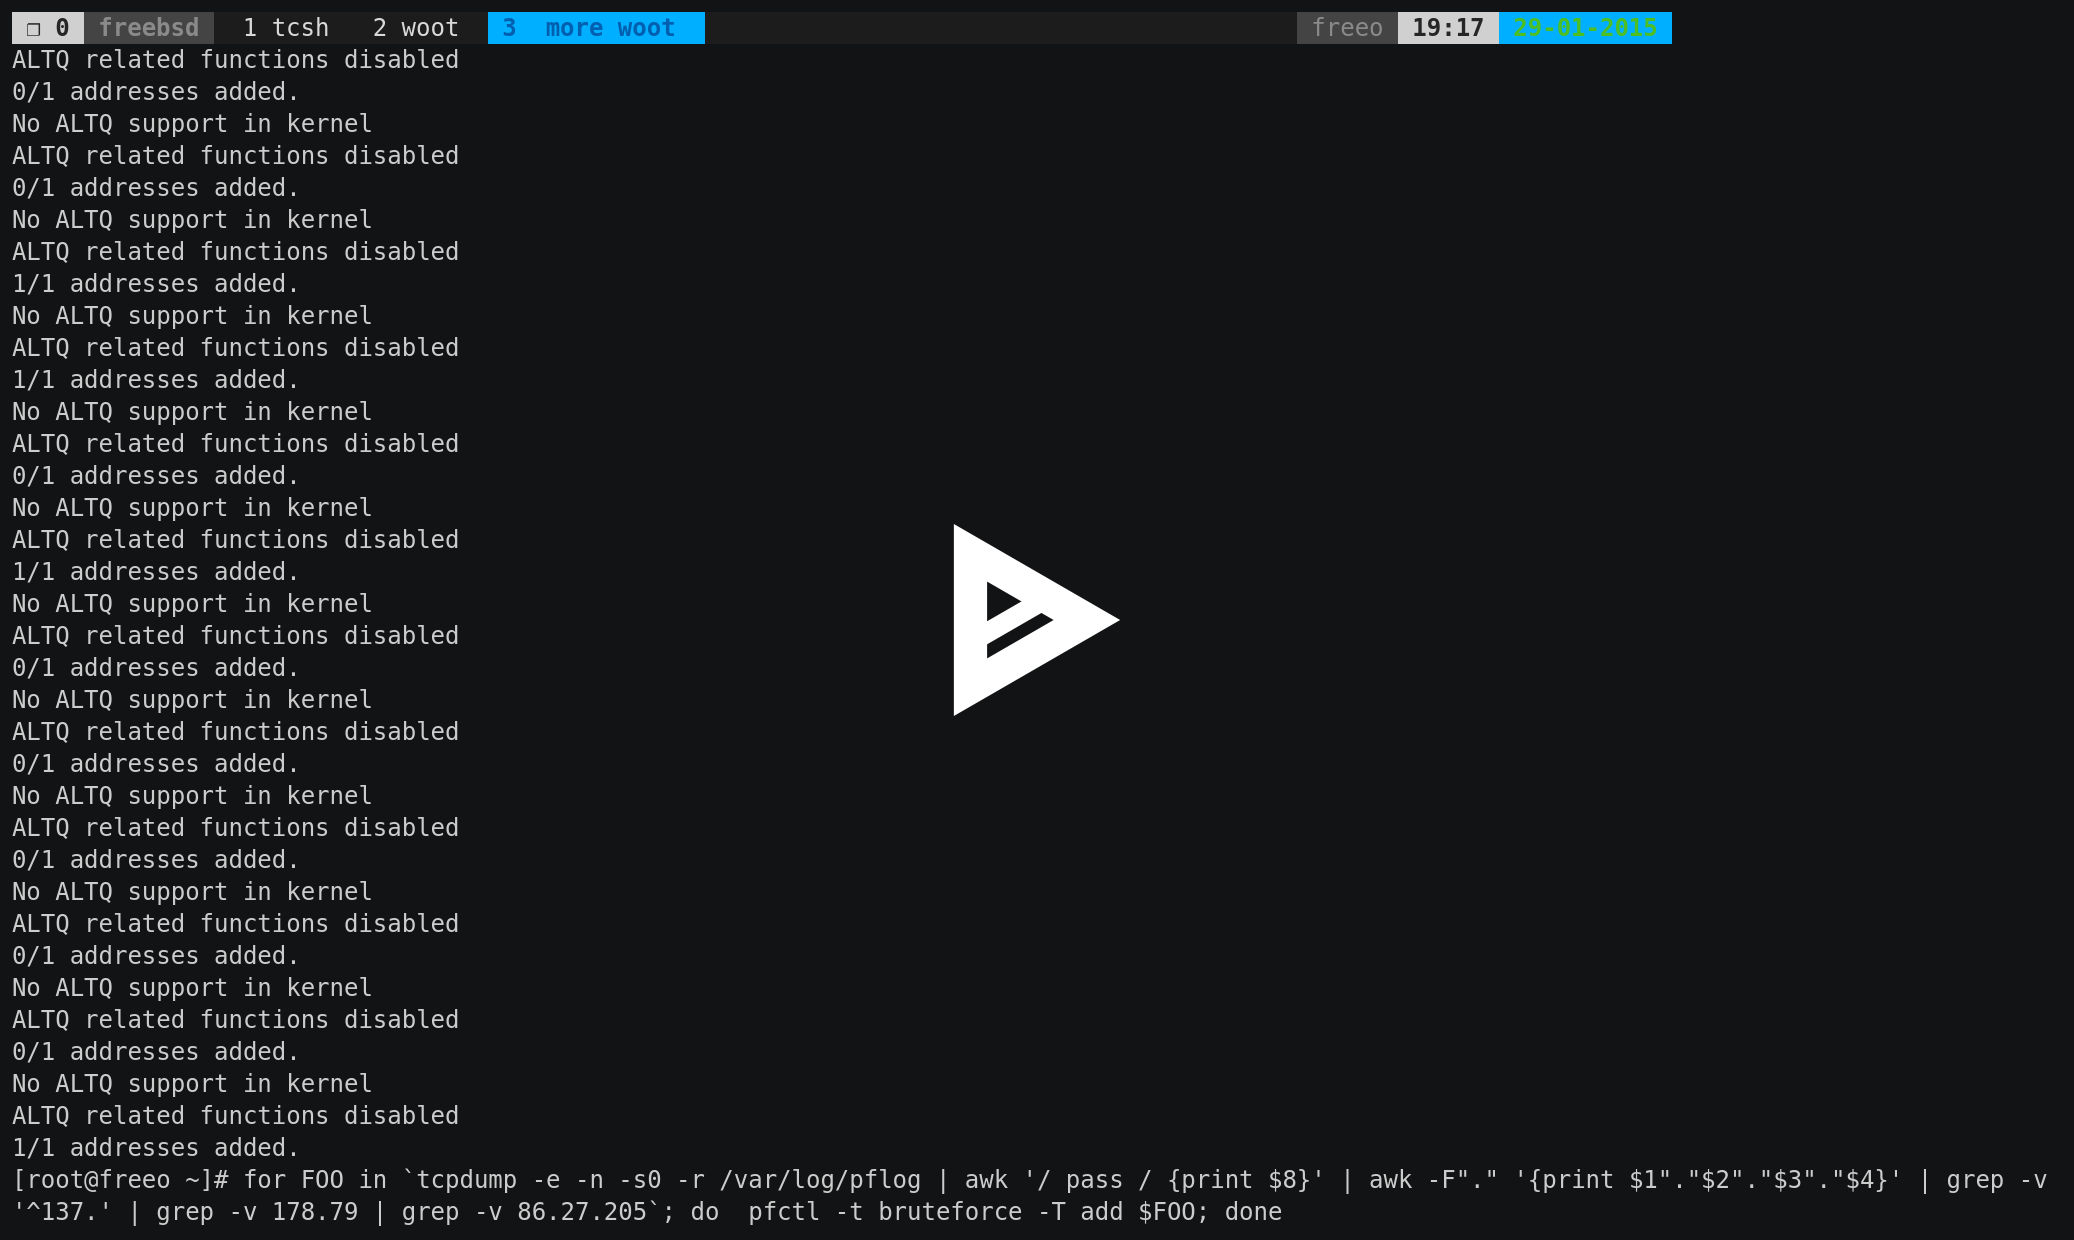 ❐ 0 freebsd 1 tcsh 2 woot 3 more woot freeo 19:17 29-01-2015
ALTQ related functions disabled
0/1 addresses added.
No ALTQ support in kernel
ALTQ related functions disabled
0/1 addresses added.
No ALTQ support in kernel
ALTQ related functions disabled
1/1 addresses added.
No ALTQ support in kernel
ALTQ related functions disabled
1/1 addresses added.
No ALTQ support in kernel
ALTQ related functions disabled
0/1 addresses added.
No ALTQ support in kernel
ALTQ related functions disabled
1/1 addresses added.
No ALTQ support in kernel
ALTQ related functions disabled
0/1 addresses added.
No ALTQ support in kernel
ALTQ related functions disabled
0/1 addresses added.
No ALTQ support in kernel
ALTQ related functions disabled
0/1 addresses added.
No ALTQ support in kernel
ALTQ related functions disabled
0/1 addresses added.
No ALTQ support in kernel
ALTQ related functions disabled
0/1 addresses added.
No ALTQ support in kernel
ALTQ related functions disabled
1/1 addresses added.
[root@freeo ~]# for FOO in `tcpdump -e -n -s0 -r /var/log/pflog | awk '/ pass / {print $8}' | awk -F"." '{print $1"."$2"."$3"."$4}' | grep -v
'^137.' | grep -v 178.79 | grep -v 86.27.205`; do  pfctl -t bruteforce -T add $FOO; done